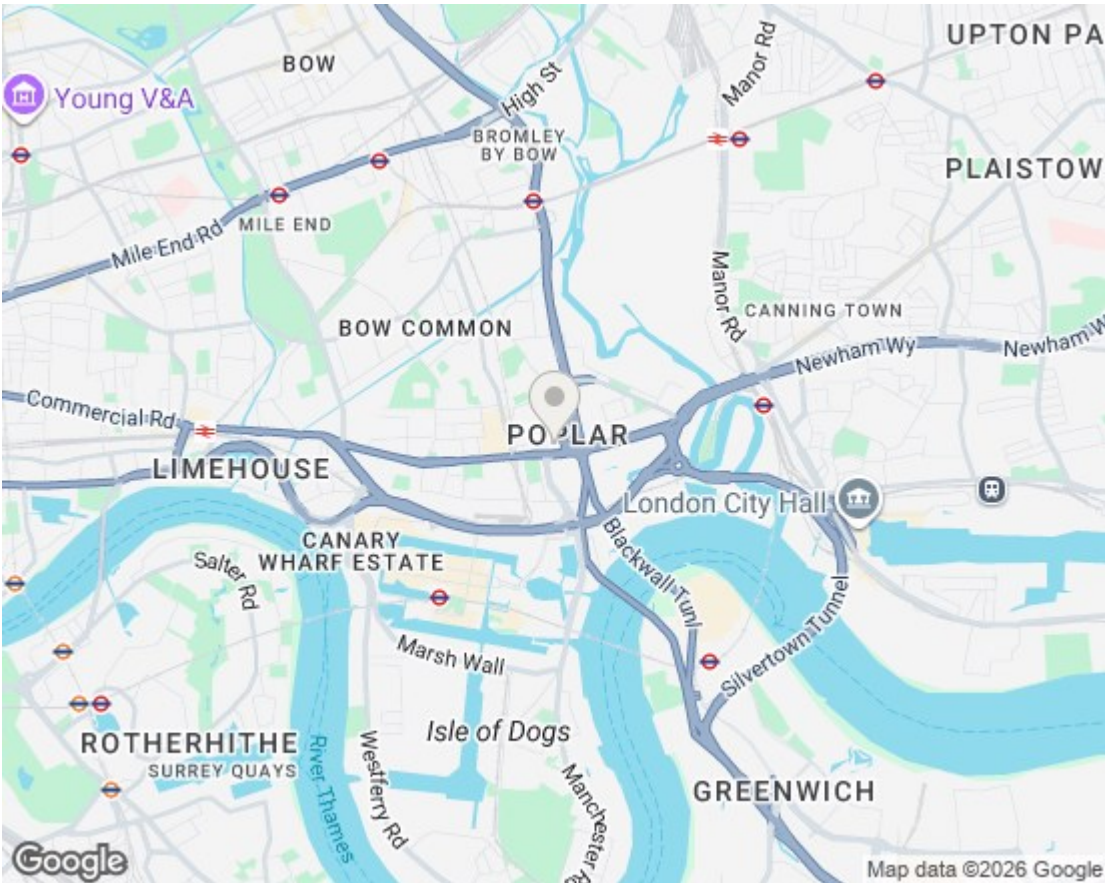 UPTON PA
BOW
Manor Rd
Young V&A
High St
BROMLEY
BY BOW
PLAISTOW
MILE END
Mile End Rd
Manor Rd
CANNING TOWN
BOW COMMON
Newham Wy
Newham W
Commercial Rd
POPLAR
LIMEHOUSE
London City Hall
CANARY
WHARF ESTATE
Blackwall Tunl
Salter Rd
Silvertown Tunnel
Marsh Wall
Isle of Dogs
ROTHERHITHE
SURREY QUAYS
River Thames
Westferry Rd
Manchester Rd
GREENWICH
Google
Map data ©2026 Google